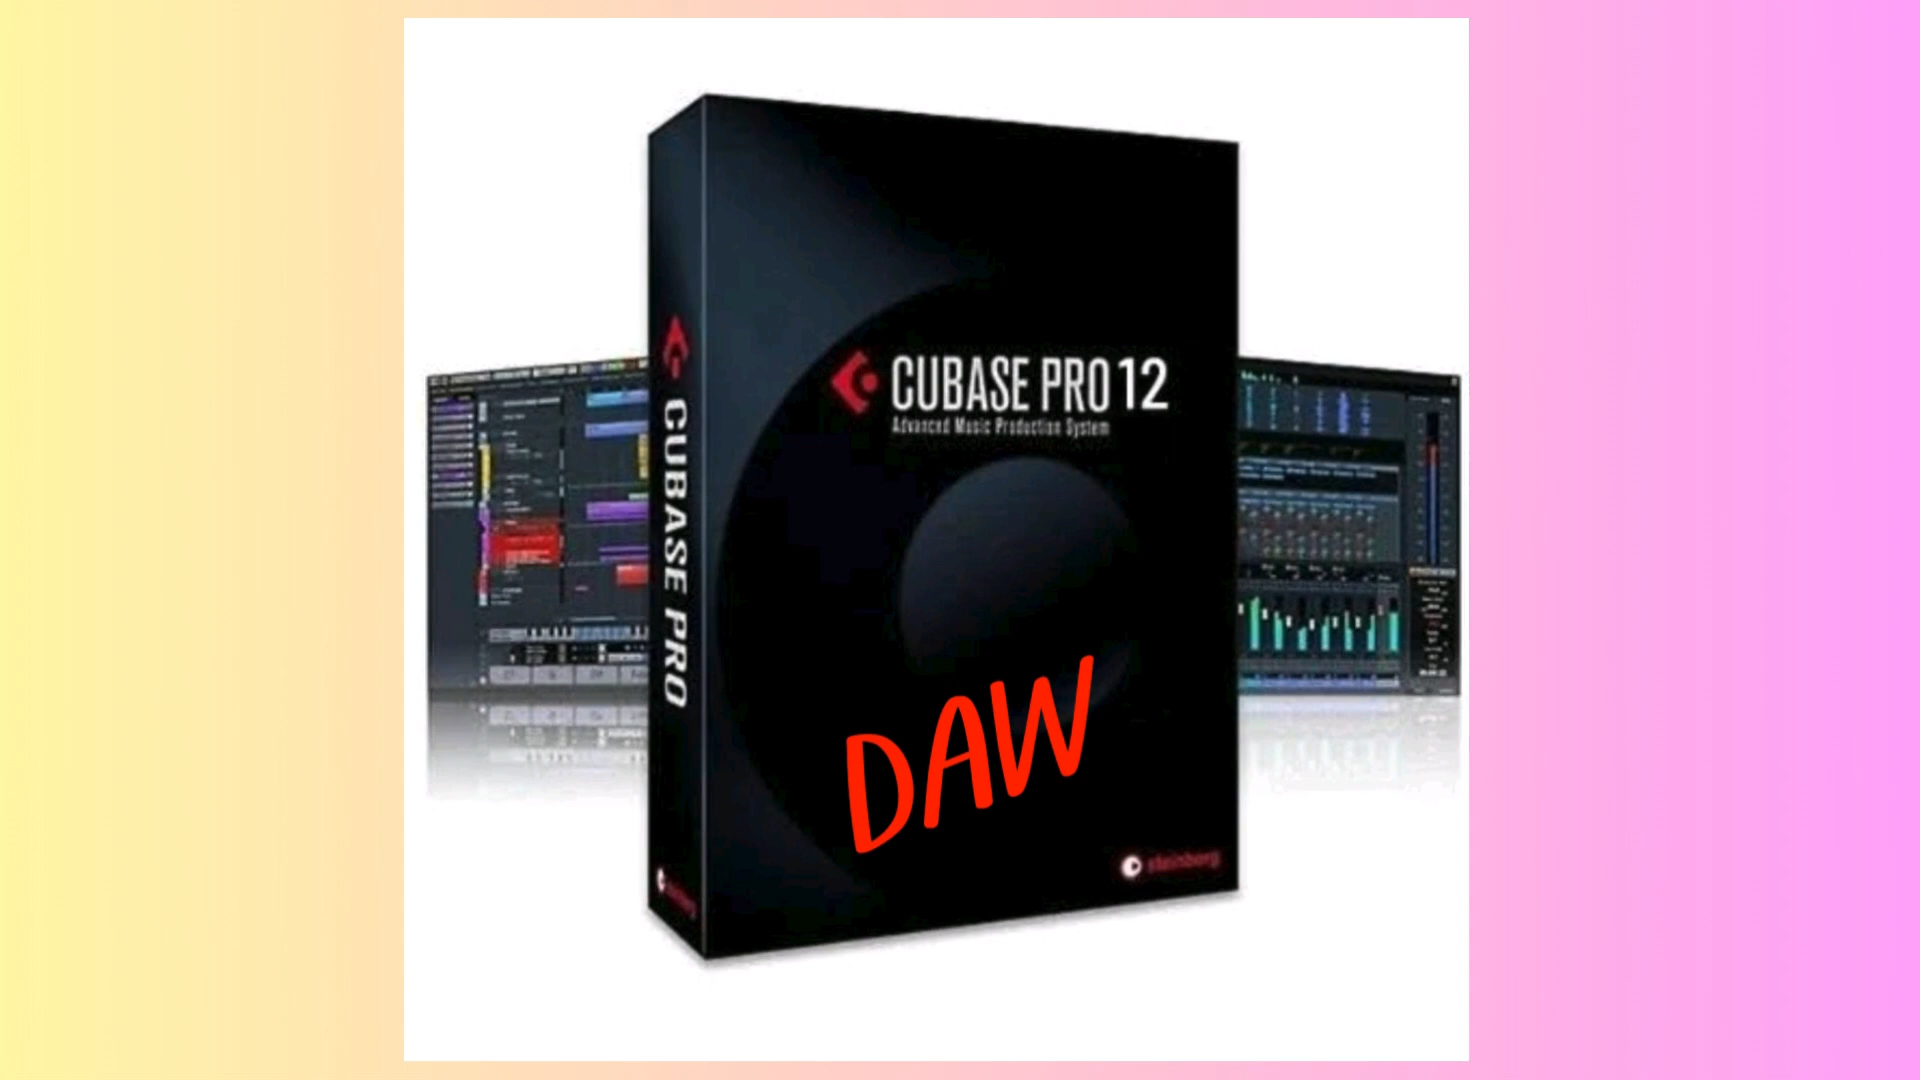 CUBASE PRO 12
Advanced Music Production System
CUBASE PRO
DAW
steinberg